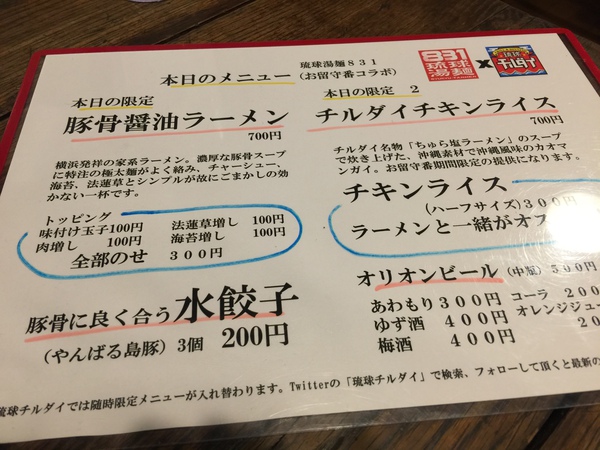 琉球湯麺831
本日のメニュー（お留守番コラボ）
831
琉球
湯麺
×
琉球
チルダイ
本日の限定
豚骨醤油ラーメン
700円
横浜発祥の家系ラーメン。濃厚な豚骨スープ
に特注の極太麺がよく絡み、チャーシュー、
海苔、法蓮草とシンプルが故にごまかしの効
かない一杯です。
トッピング
味付け玉子100円 法蓮草増し 100円
肉増し 100円 海苔増し 100円
全部のせ 300円
豚骨に良く合う水餃子
（やんばる島豚）3個 200円
本日の限定 2
チルダイチキンライス
700円
チルダイ名物「ちゅら塩ラーメン」のスープ
で炊き上げた、沖縄素材で沖縄風味のカオマ
ンガイ。お留守番期間限定の提供になります。
チキンライス
（ハーフサイズ）300円
ラーメンと一緒がオス
オリオンビール（中瓶）500円
あわもり300円 コーラ 200
ゆず酒 400円 オレンジジュー
梅酒 400円 20
琉球チルダイでは随時限定メニューが入れ替わります。Twitterの「琉球チルダイ」で検索、フォローして頂くと最新の